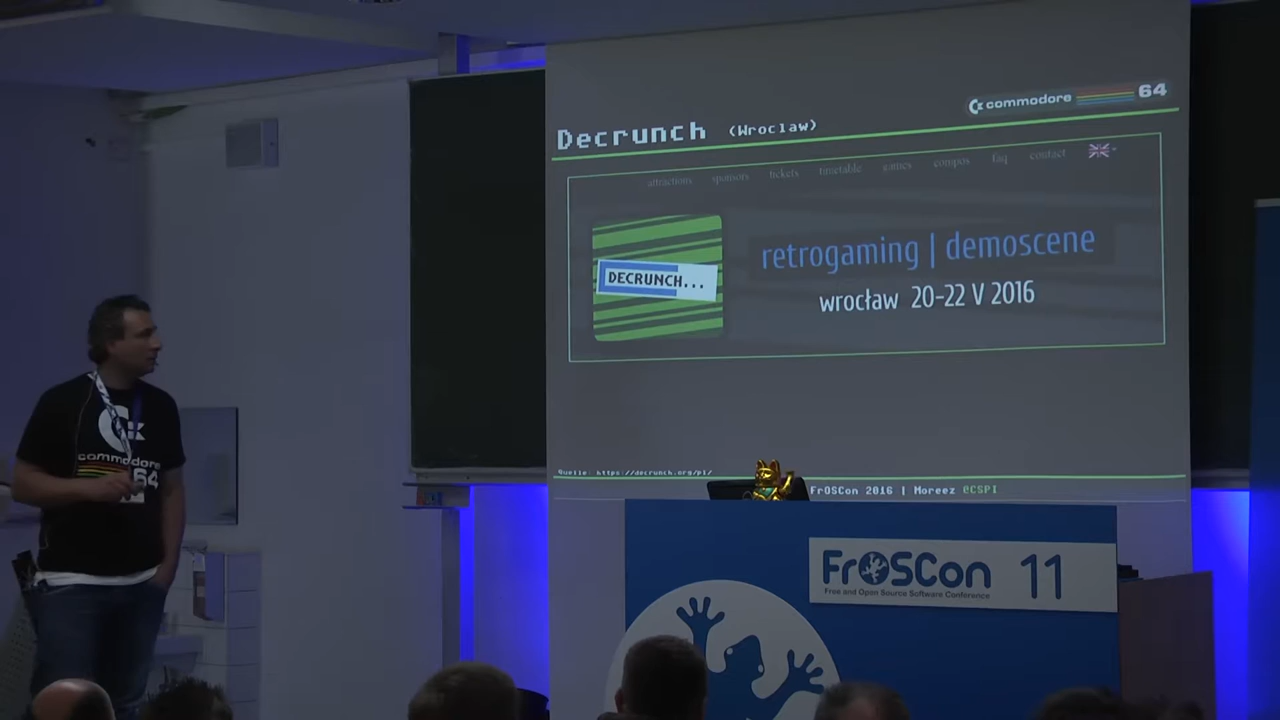 commodore 64
Decrunch (Wroclaw)
attractions sponsors tickets timetable games compos faq contact
DECRUNCH...
retrogaming | demoscene
wrocław 20-22 V 2016
Quelle: https://decrunch.org/pl/
FrOSCon 2016 | Moreez @CSPI
commodore
64
FrOSCon 11
Free and Open Source Software Conference